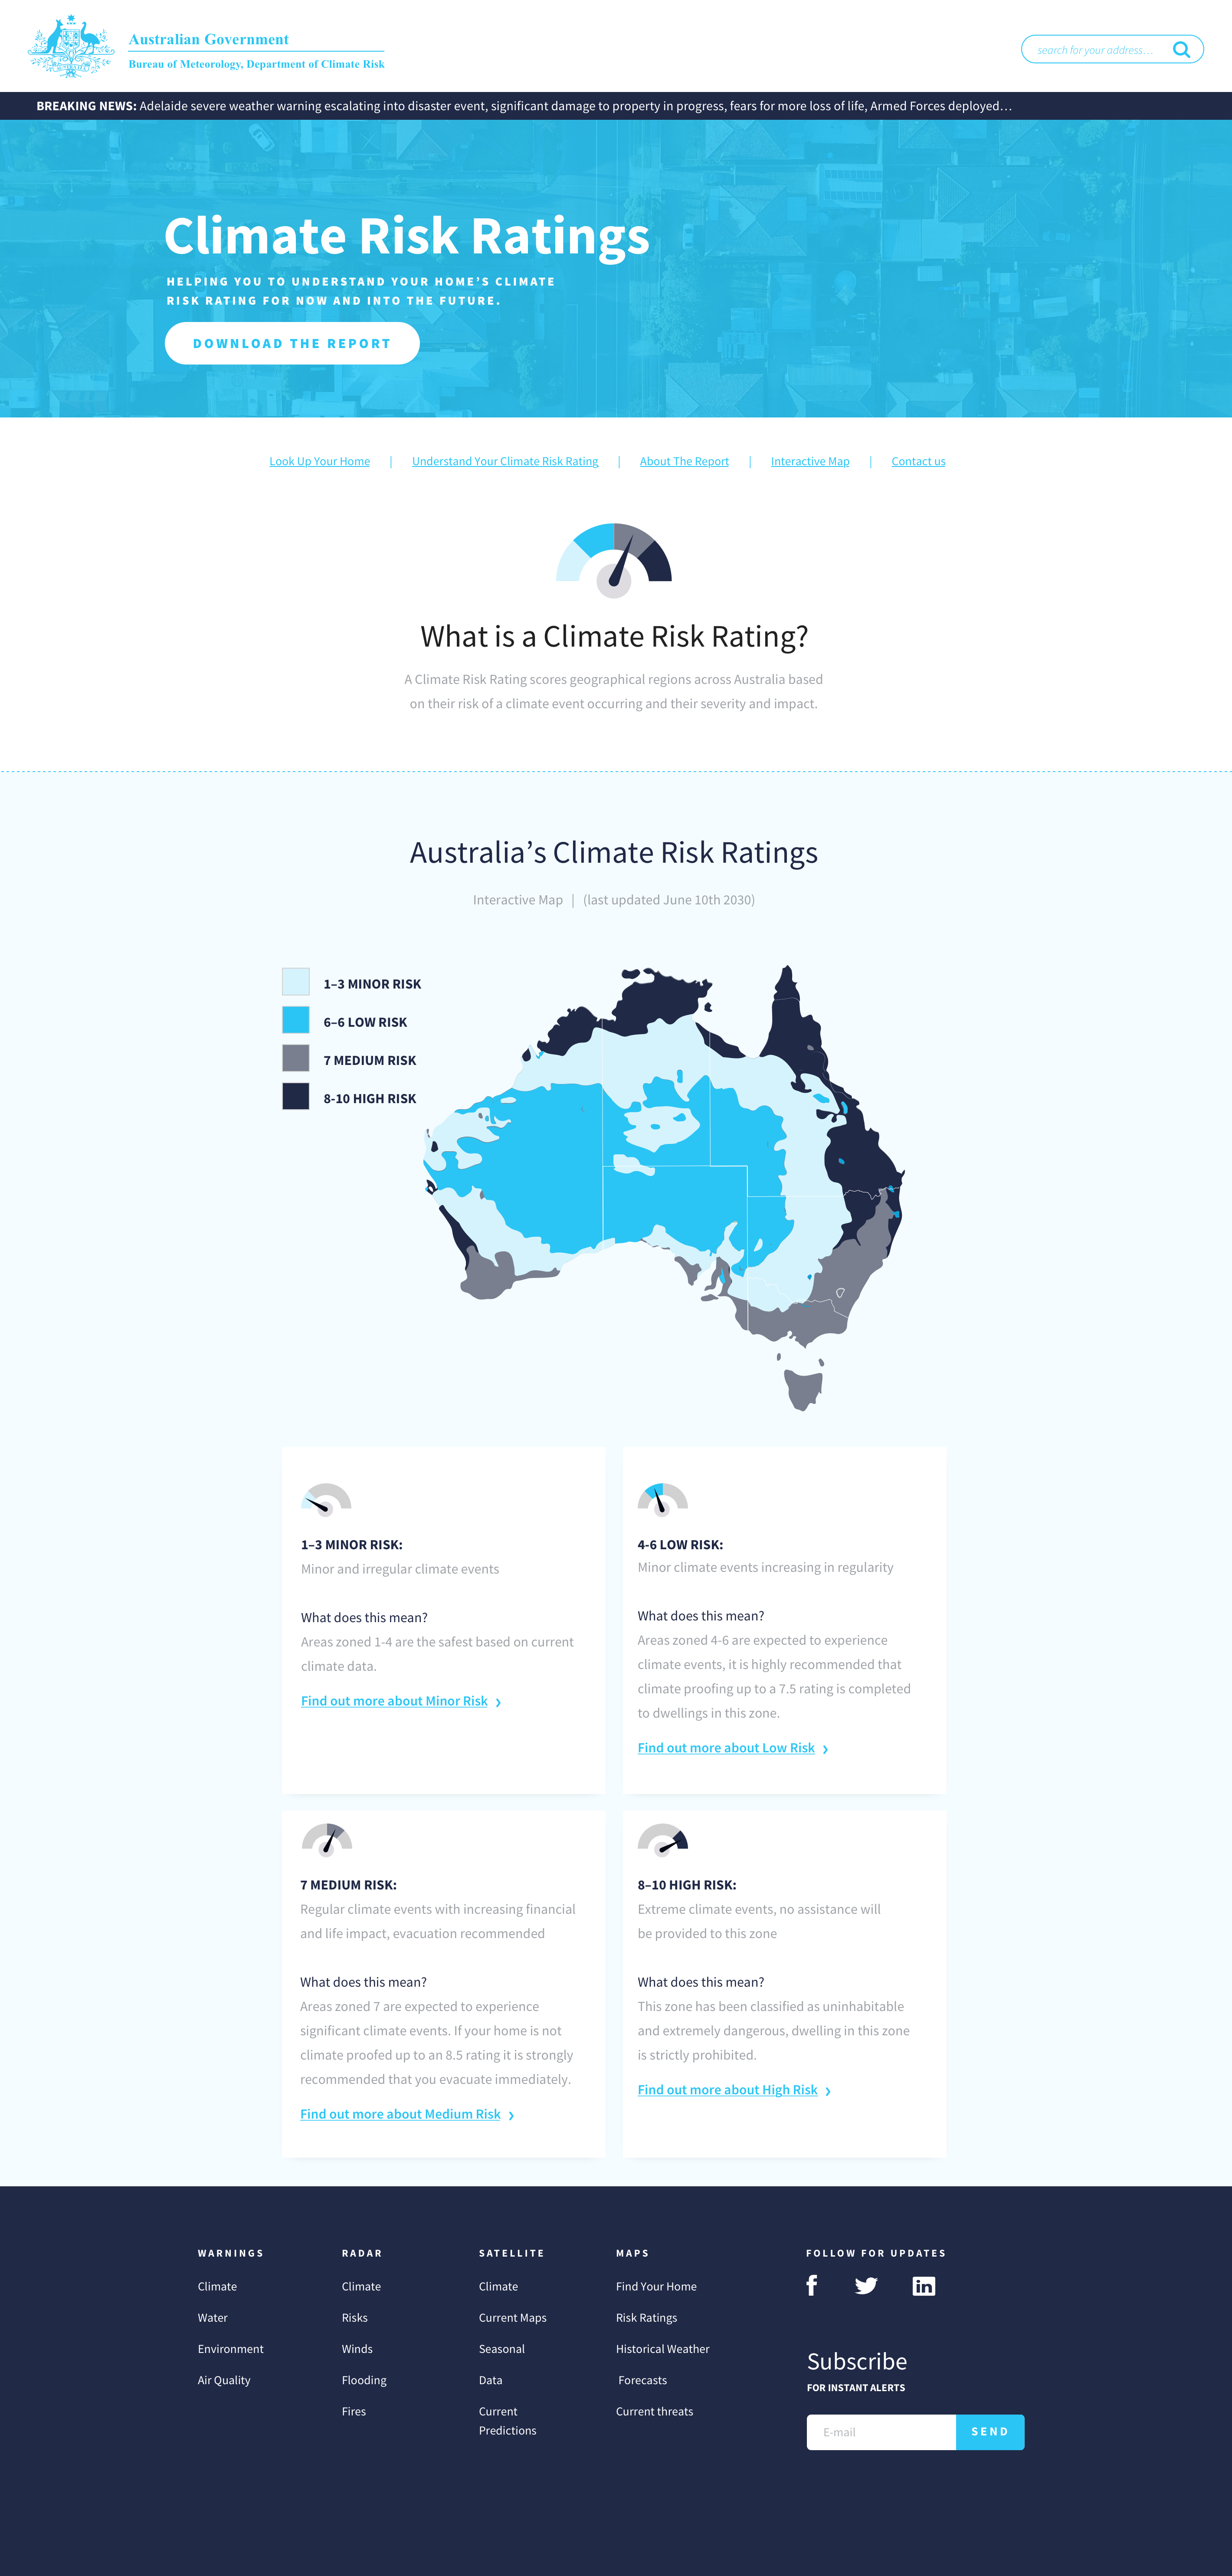 Australian Government
Bureau of Meteorology, Department of Climate Risk
search for your address...
BREAKING NEWS: Adelaide severe weather warning escalating into disaster event, significant damage to property in progress, fears for more loss of life, Armed Forces deployed...
Climate Risk Ratings
HELPING YOU TO UNDERSTAND YOUR HOME'S CLIMATE
RISK RATING FOR NOW AND INTO THE FUTURE.
DOWNLOAD THE REPORT
Look Up Your Home | Understand Your Climate Risk Rating | About The Report | Interactive Map | Contact us
What is a Climate Risk Rating?
A Climate Risk Rating scores geographical regions across Australia based
on their risk of a climate event occurring and their severity and impact.
Australia's Climate Risk Ratings
Interactive Map | (last updated June 10th 2030)
1–3 MINOR RISK
6–6 LOW RISK
7 MEDIUM RISK
8-10 HIGH RISK
1–3 MINOR RISK:
Minor and irregular climate events
What does this mean?
Areas zoned 1-4 are the safest based on current
climate data.
Find out more about Minor Risk ›
4-6 LOW RISK:
Minor climate events increasing in regularity
What does this mean?
Areas zoned 4-6 are expected to experience
climate events, it is highly recommended that
climate proofing up to a 7.5 rating is completed
to dwellings in this zone.
Find out more about Low Risk ›
7 MEDIUM RISK:
Regular climate events with increasing financial
and life impact, evacuation recommended
What does this mean?
Areas zoned 7 are expected to experience
significant climate events. If your home is not
climate proofed up to an 8.5 rating it is strongly
recommended that you evacuate immediately.
Find out more about Medium Risk ›
8–10 HIGH RISK:
Extreme climate events, no assistance will
be provided to this zone
What does this mean?
This zone has been classified as uninhabitable
and extremely dangerous, dwelling in this zone
is strictly prohibited.
Find out more about High Risk ›
WARNINGS
Climate
Water
Environment
Air Quality
RADAR
Climate
Risks
Winds
Flooding
Fires
SATELLITE
Climate
Current Maps
Seasonal
Data
Current
Predictions
MAPS
Find Your Home
Risk Ratings
Historical Weather
Forecasts
Current threats
FOLLOW FOR UPDATES
Subscribe
FOR INSTANT ALERTS
E-mail
SEND